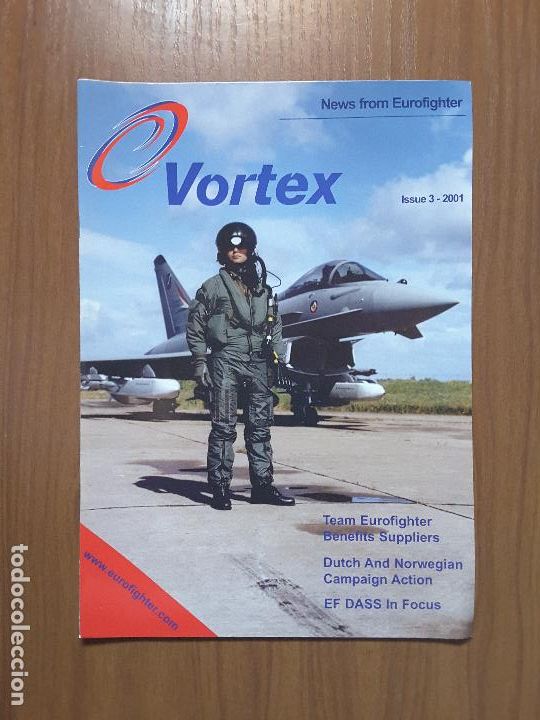 News from Eurofighter
Vortex
Issue 3 - 2001
Team Eurofighter
Benefits Suppliers
Dutch And Norwegian
Campaign Action
EF DASS In Focus
www.eurofighter.com
todocoleccion.net